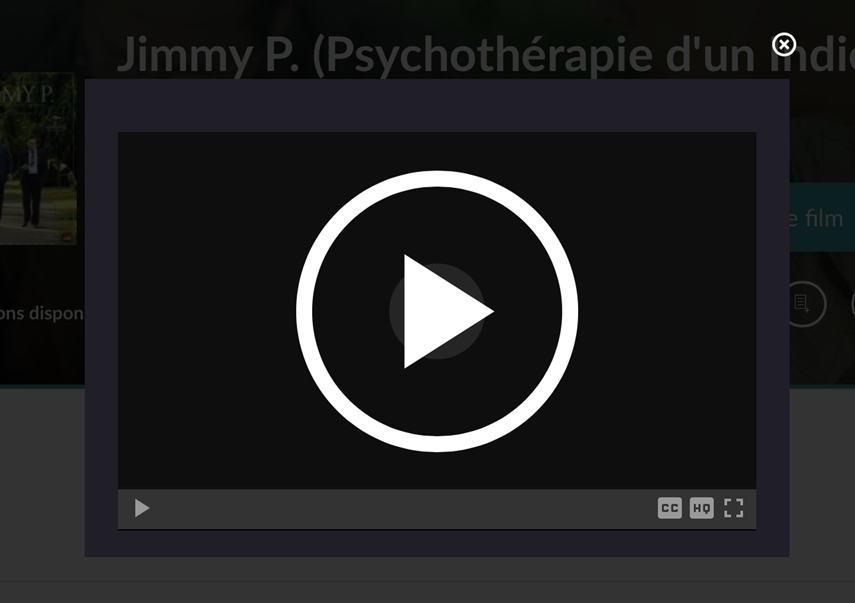 Jimmy P. (Psychothérapie d'un Indie
MY P.
e film
ons dispon
CC
HQ